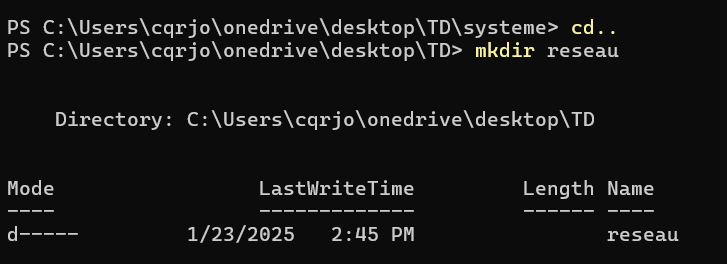 PS C:\Users\cqrjo\onedrive\desktop\TD\systeme> cd..
PS C:\Users\cqrjo\onedrive\desktop\TD> mkdir reseau
Directory: C:\Users\cqrjo\onedrive\desktop\TD
Mode LastWriteTime Length Name
---- ------------- ------ ----
d----- 1/23/2025 2:45 PM reseau